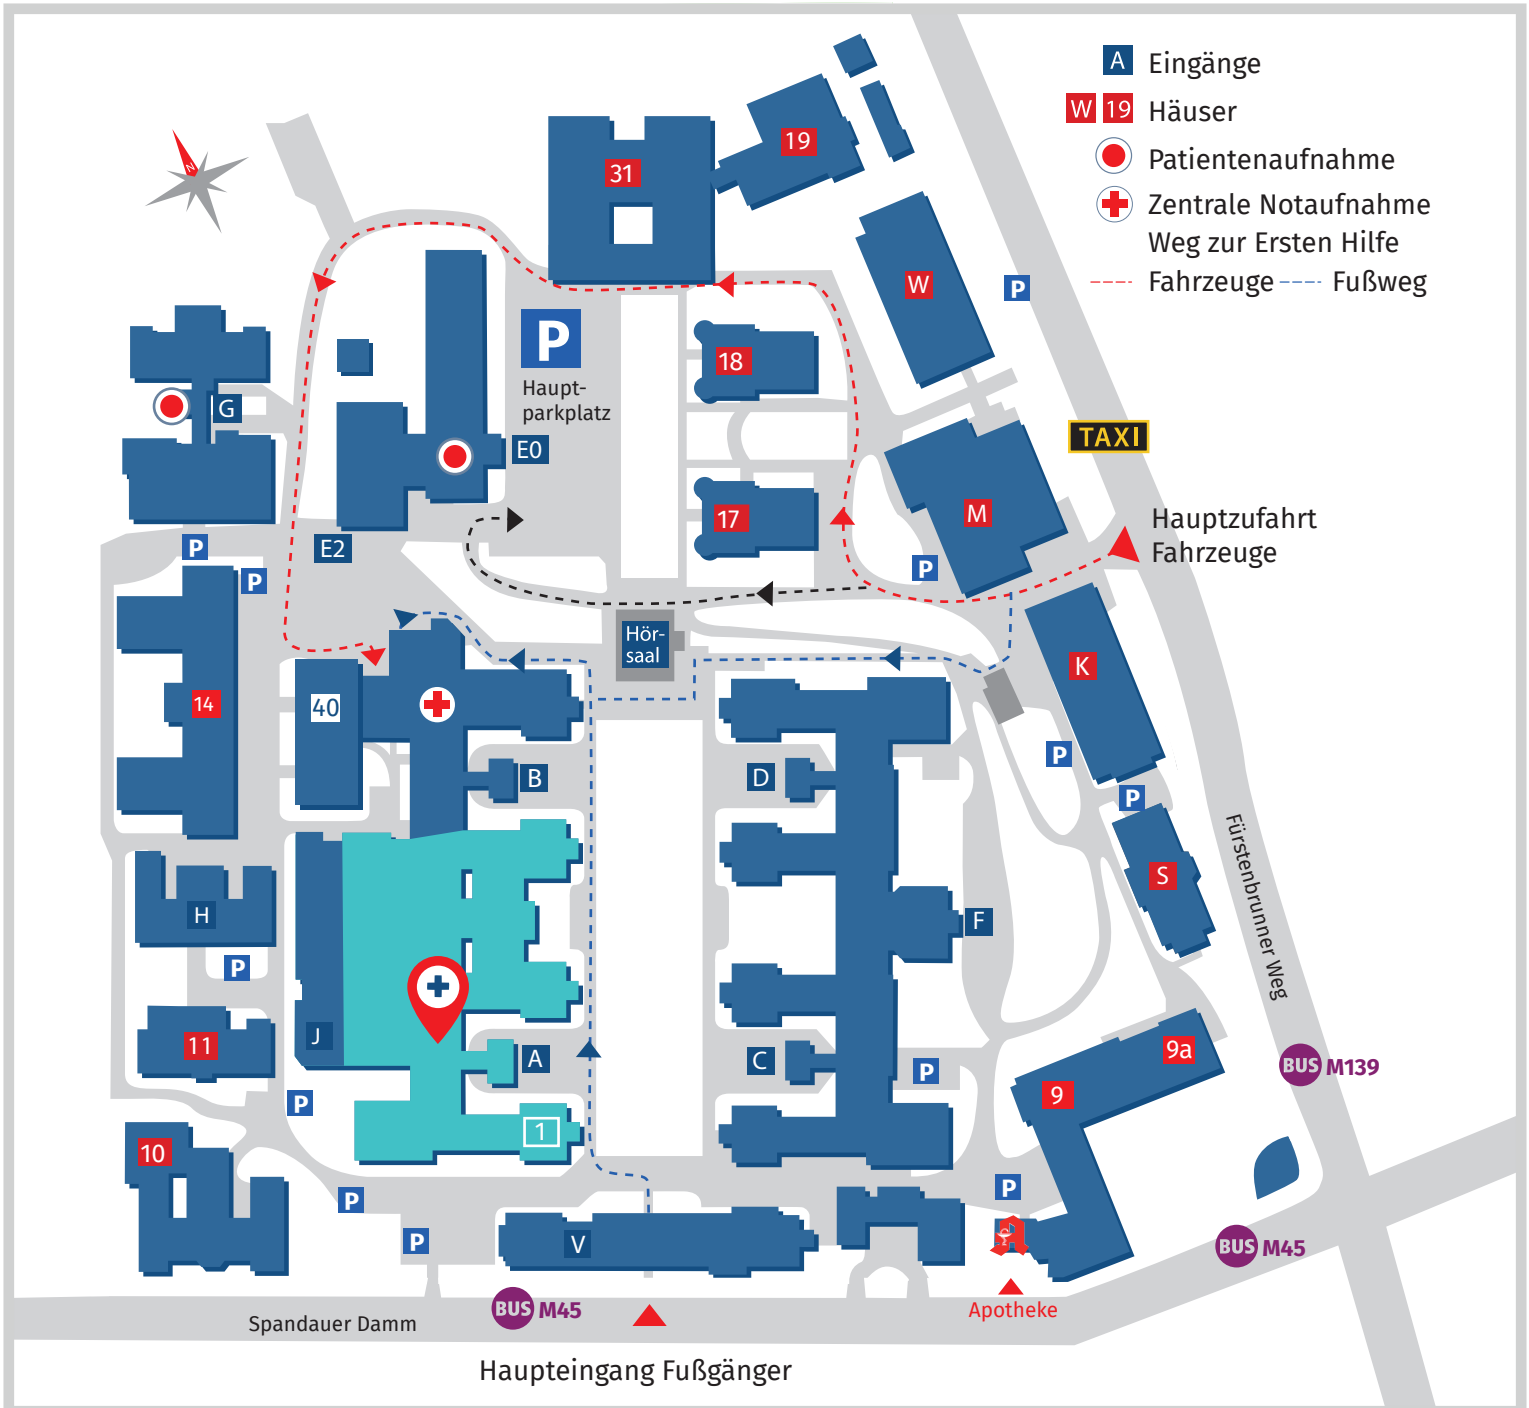 A Eingänge
W 19 Häuser
Patientenaufnahme
Zentrale Notaufnahme
Weg zur Ersten Hilfe
Fahrzeuge Fußweg
N
31
19
W
P
P
Haupt-
parkplatz
18
G
E0
TAXI
17
M
Hauptzufahrt
Fahrzeuge
P
E2
P
P
Hör-
saal
K
14
40
P
B
D
P
S
Fürstenbrunner Weg
H
F
P
J
11
A
C
P
9a
9
BUS M139
P
1
10
P
P
P
V
A
BUS M45
BUS M45
Apotheke
Spandauer Damm
Haupteingang Fußgänger